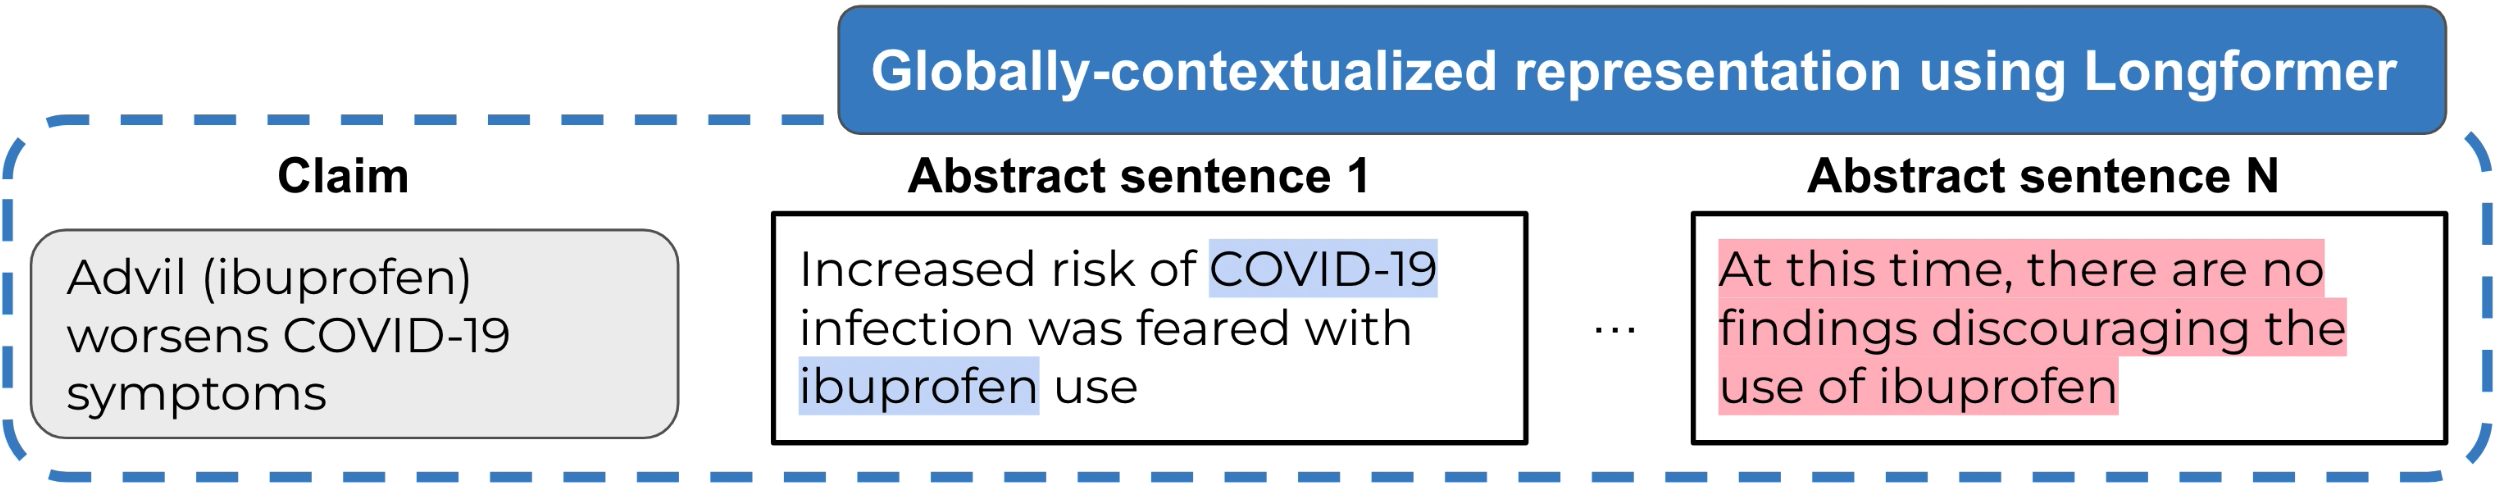 Globally-contextualized representation using Longformer
Claim
Advil (ibuprofen)
worsens COVID-19
symptoms
Abstract sentence 1
Increased risk of COVID-19
infection was feared with
ibuprofen use
...
Abstract sentence N
At this time, there are no
findings discouraging the
use of ibuprofen